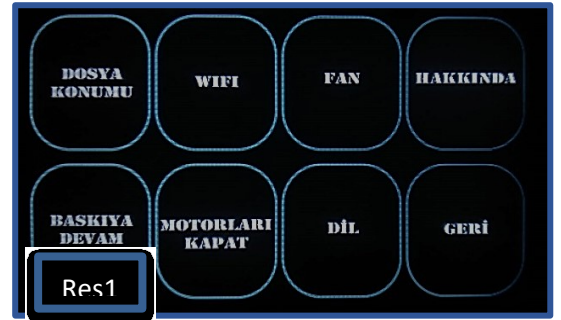 DOSYA
KONUMU
WIFI
FAN
HAKKINDA
BASKIYA
DEVAM
MOTORLARI
KAPAT
DİL
GERİ
Res1